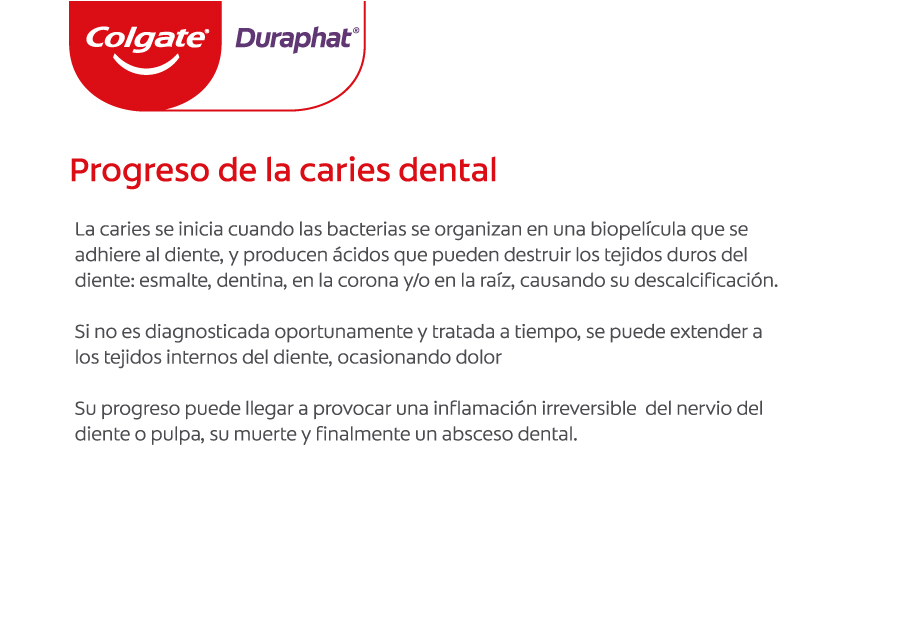 Colgate® Duraphat®
Progreso de la caries dental
La caries se inicia cuando las bacterias se organizan en una biopelícula que se
adhiere al diente, y producen ácidos que pueden destruir los tejidos duros del
diente: esmalte, dentina, en la corona y/o en la raíz, causando su descalcificación.
Si no es diagnosticada oportunamente y tratada a tiempo, se puede extender a
los tejidos internos del diente, ocasionando dolor
Su progreso puede llegar a provocar una inflamación irreversible  del nervio del
diente o pulpa, su muerte y finalmente un absceso dental.